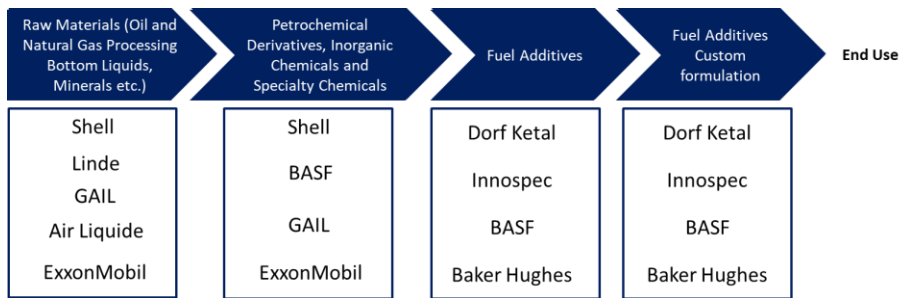 Raw Materials (Oil and
Natural Gas Processing
Bottom Liquids,
Minerals etc.)
Petrochemical
Derivatives, Inorganic
Chemicals and
Specialty Chemicals
Fuel Additives
Fuel Additives
Custom
formulation
End Use
Shell
Linde
GAIL
Air Liquide
ExxonMobil
Shell
BASF
GAIL
ExxonMobil
Dorf Ketal
Innospec
BASF
Baker Hughes
Dorf Ketal
Innospec
BASF
Baker Hughes